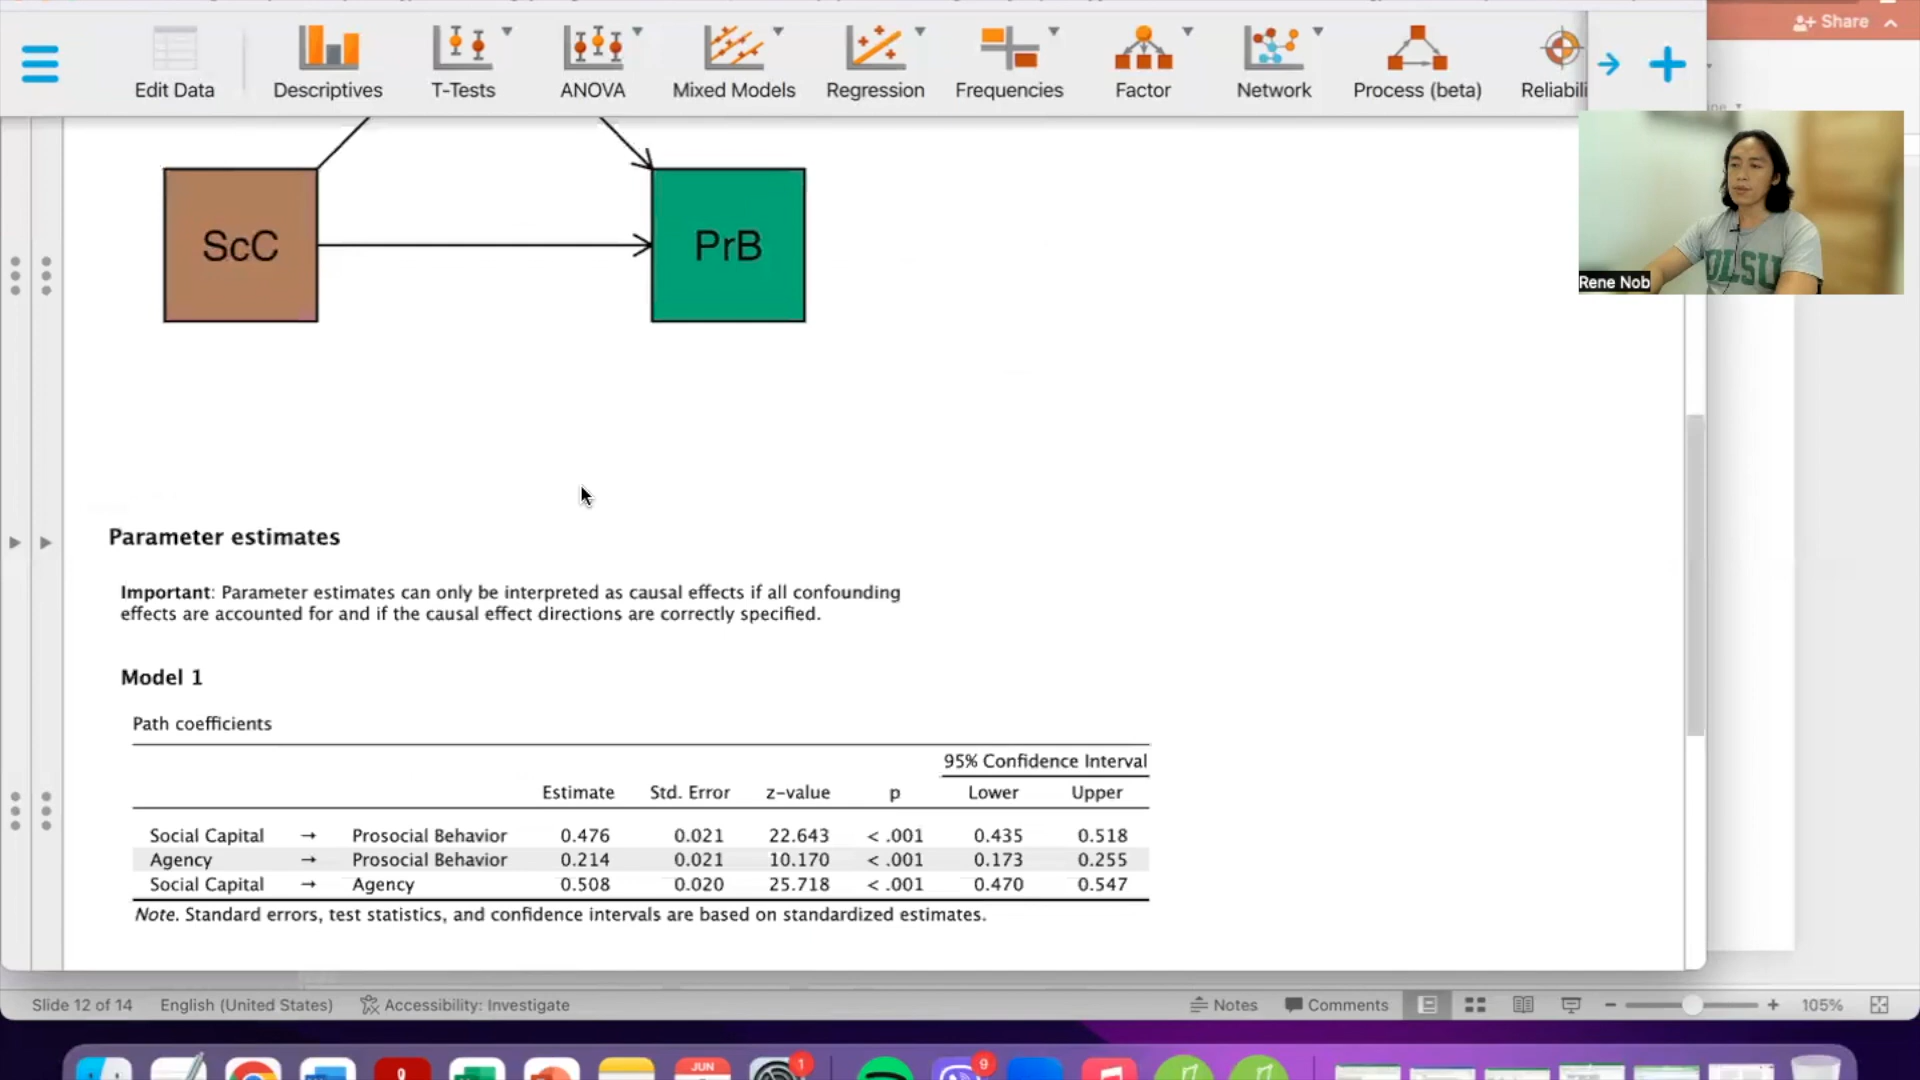 Share
Edit Data
Descriptives
T-Tests
ANOVA
Mixed Models
Regression
Frequencies
Factor
Network
Process (beta)
Reliabili
ScC
PrB
DLSU
Rene Nob
Parameter estimates
Important: Parameter estimates can only be interpreted as causal effects if all confounding
effects are accounted for and if the causal effect directions are correctly specified.
Model 1
Path coefficients
95% Confidence Interval
Estimate Std. Error z-value p Lower Upper
Social Capital → Prosocial Behavior 0.476 0.021 22.643 < .001 0.435 0.518
Agency → Prosocial Behavior 0.214 0.021 10.170 < .001 0.173 0.255
Social Capital → Agency 0.508 0.020 25.718 < .001 0.470 0.547
Note. Standard errors, test statistics, and confidence intervals are based on standardized estimates.
Slide 12 of 14 English (United States) Accessibility: Investigate Notes Comments 105%
JUN
1
9